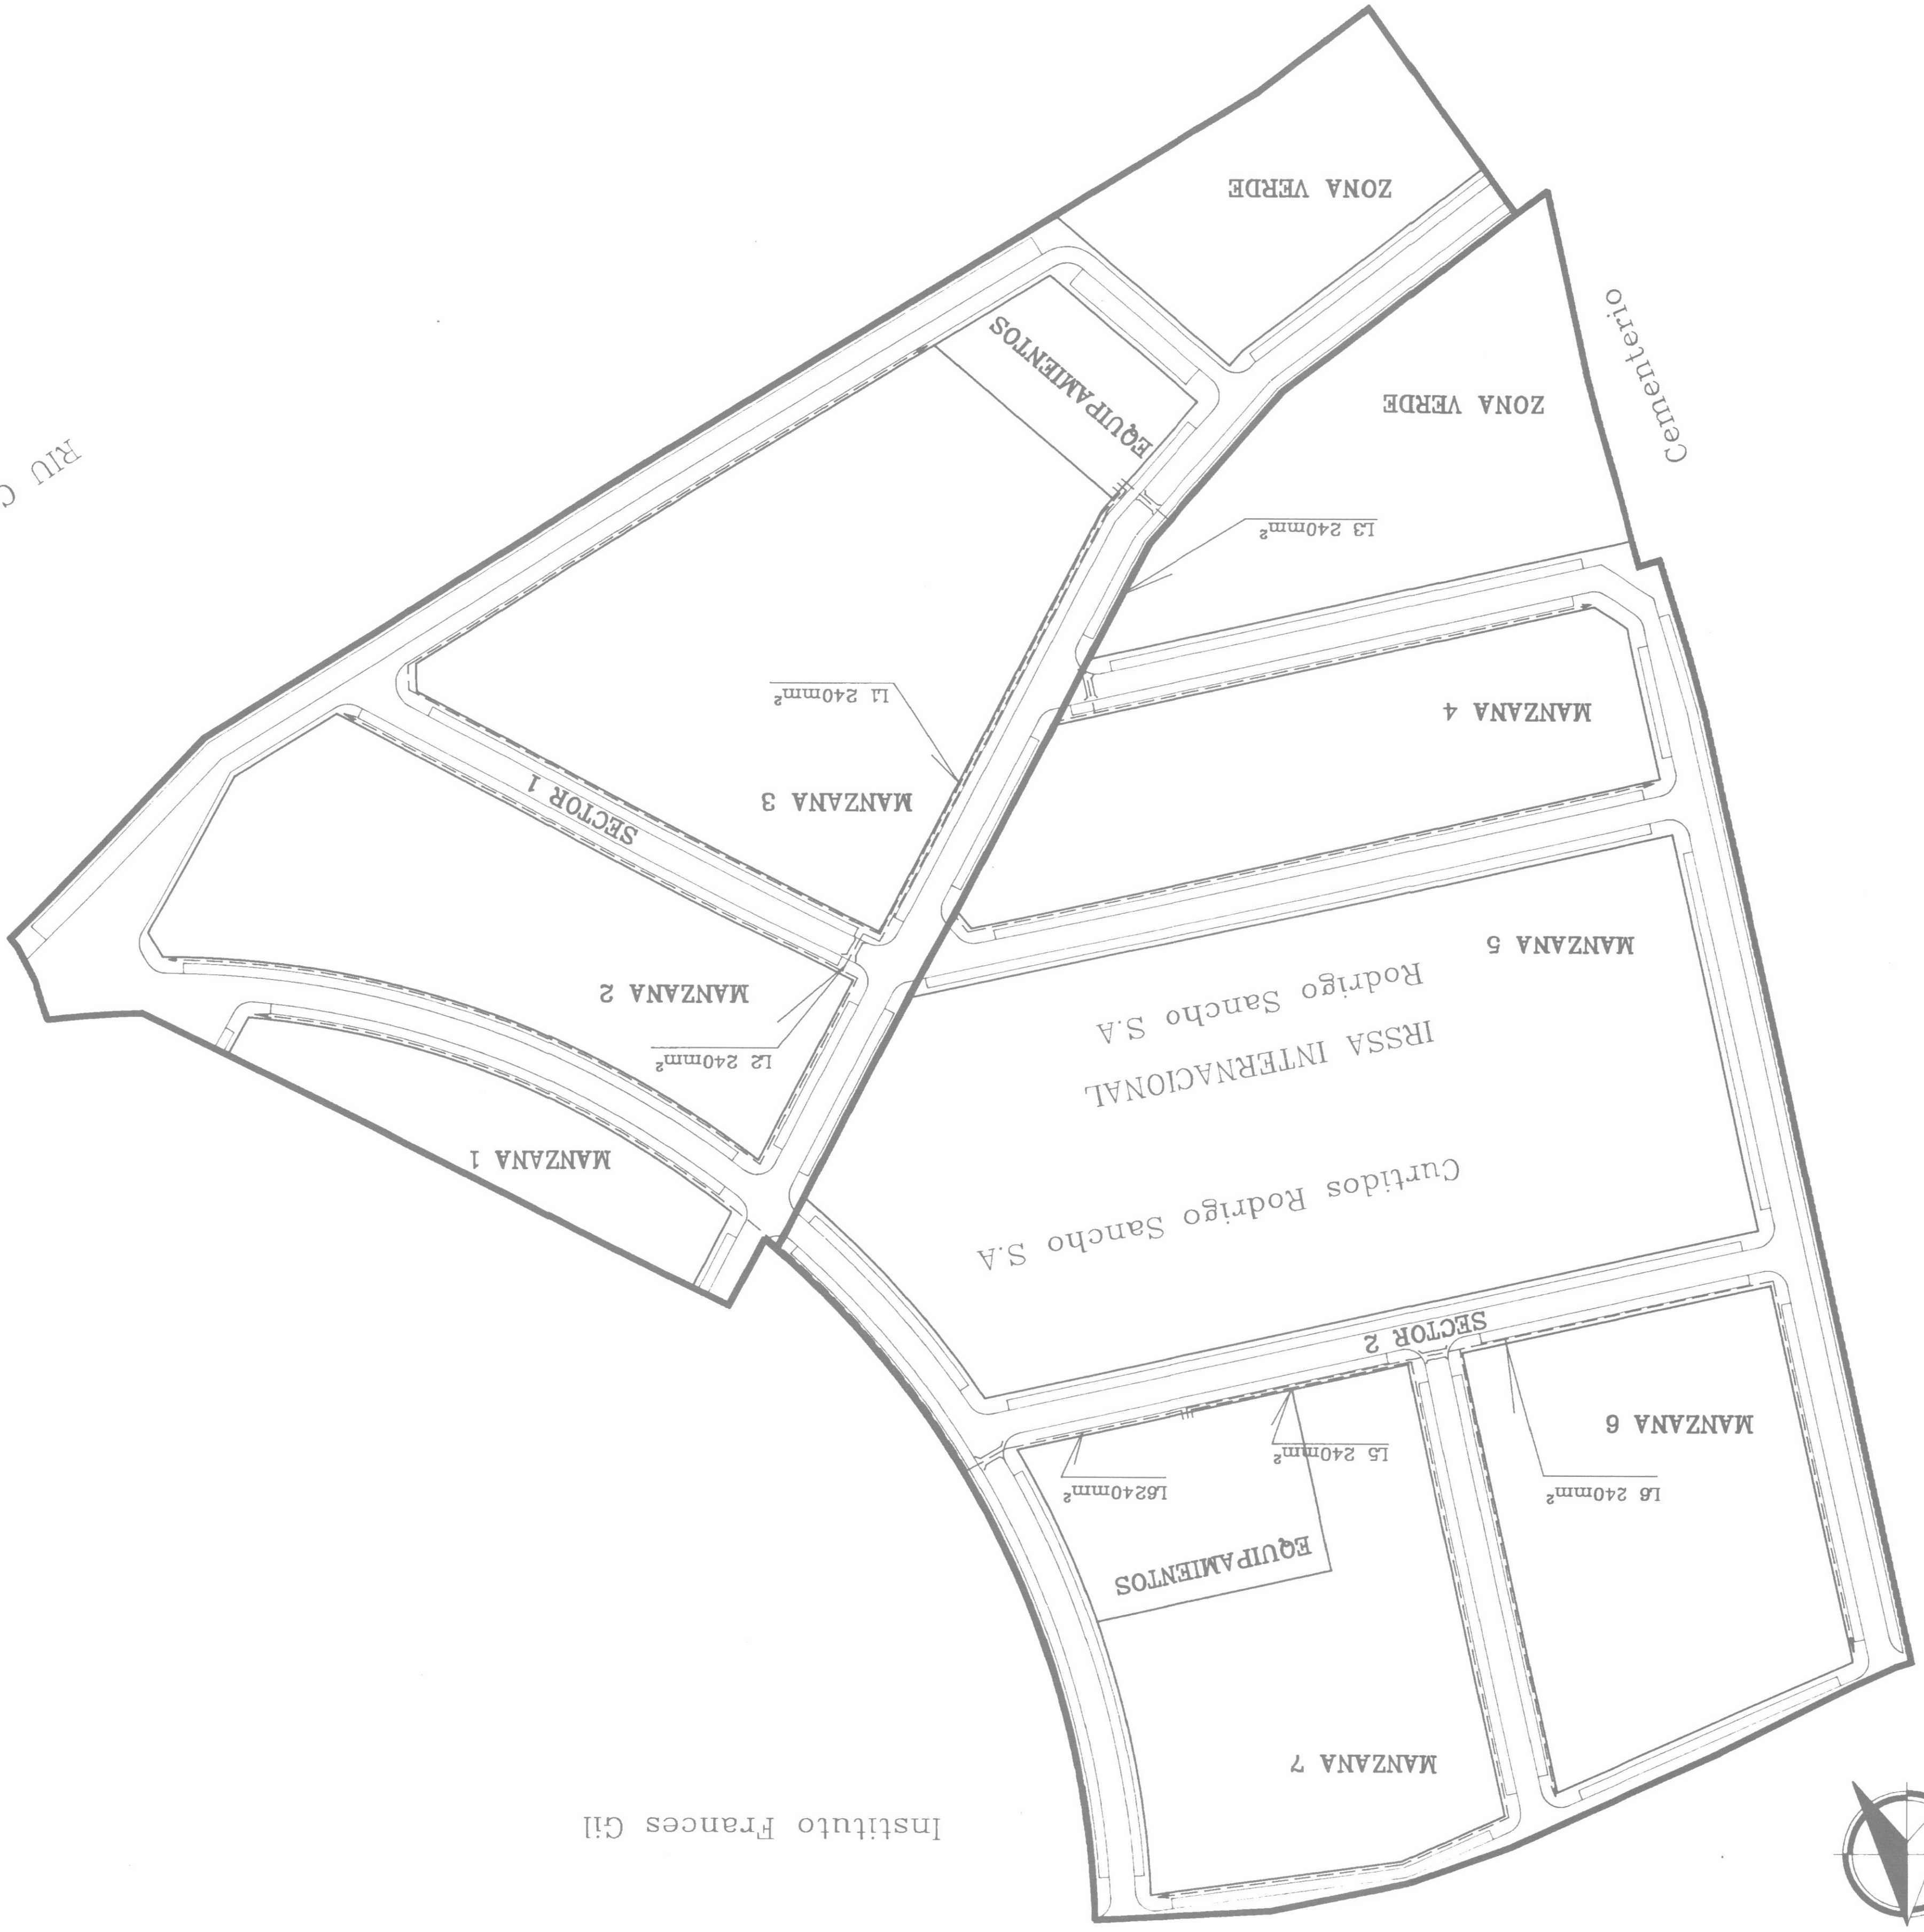 Instituto Frances Gil
MANZANA 7
EQUIPAMIENTOS
MANZANA 6
L6 240mm²
L5 240mm²
L6240mm²
SECTOR 2
Curtidos Rodrigo Sancho S.A
IRSSA INTERNACIONAL
Rodrigo Sancho S.A
MANZANA 5
MANZANA 1
L2 240mm²
MANZANA 2
SECTOR 1
MANZANA 3
MANZANA 4
L1 240mm²
L3 240mm²
RIU C
EQUIPAMIENTOS
ZONA VERDE
Cementerio
ZONA VERDE